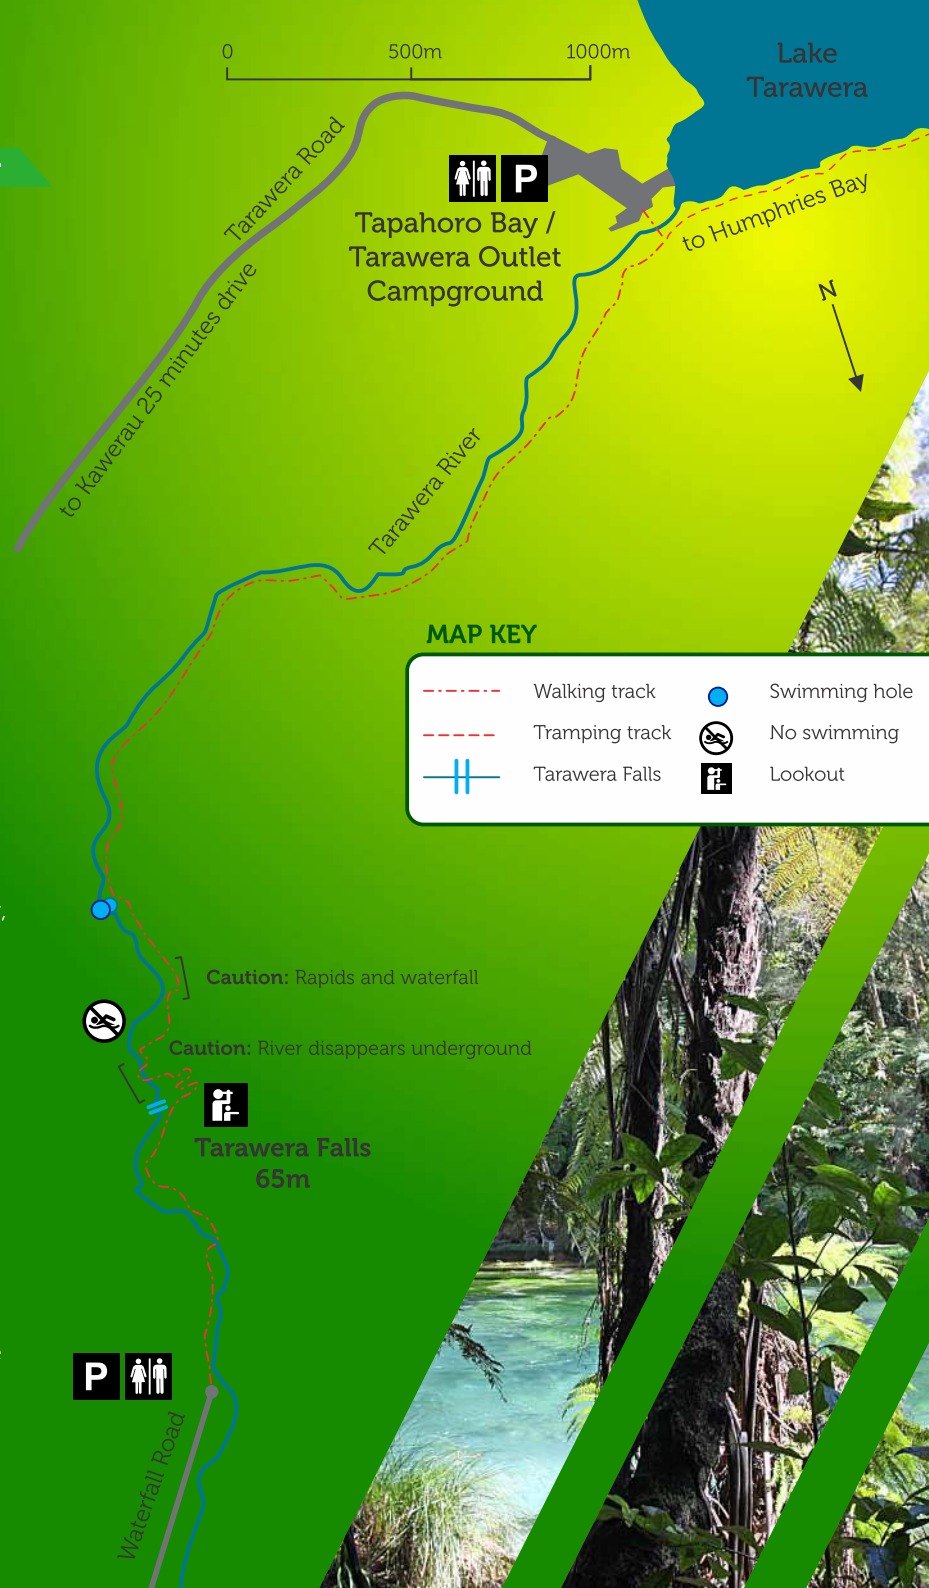 0 500m 1000m
Lake
Tarawera
Tarawera Road
P
Tapahoro Bay /
Tarawera Outlet
Campground
to Humphries Bay
N
to Kawerau 25 minutes drive
Tarawera River
MAP KEY
Walking track
Swimming hole
Tramping track
No swimming
Tarawera Falls
Lookout
Caution: Rapids and waterfall
Caution: River disappears underground
Tarawera Falls
65m
P
Waterfall Road